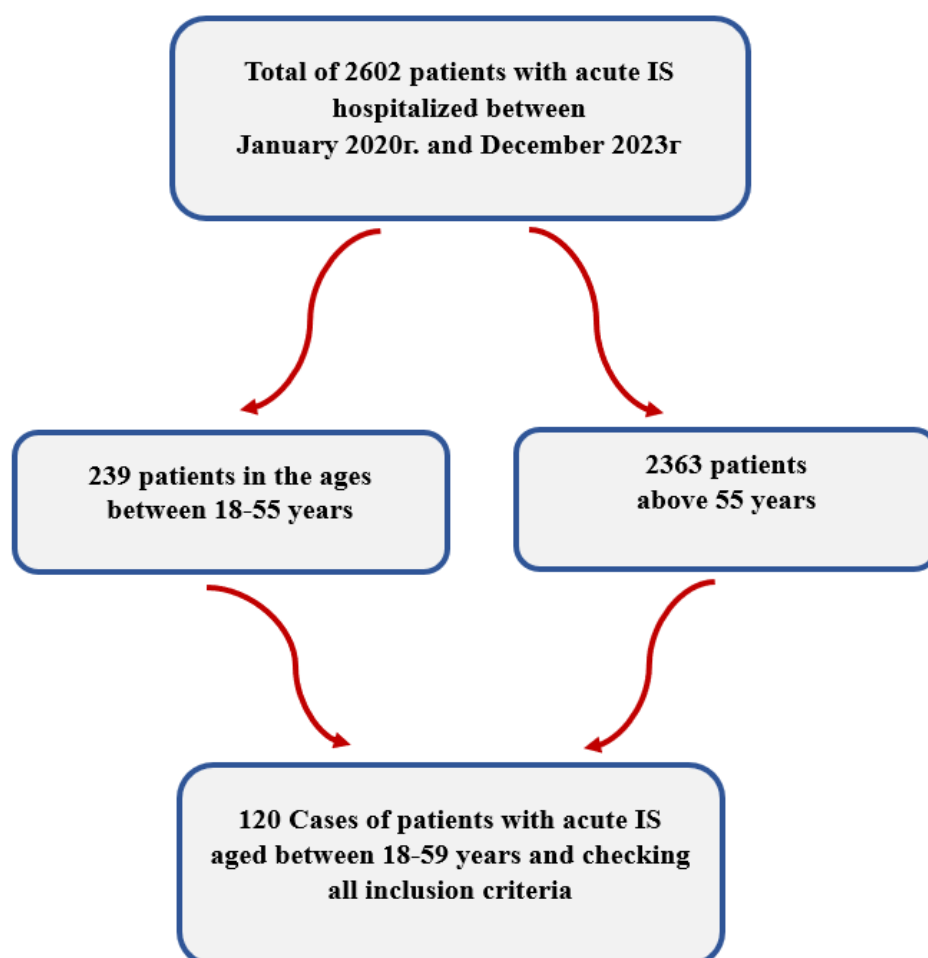 Total of 2602 patients with acute IS
hospitalized between
January 2020г. and December 2023г
239 patients in the ages
between 18-55 years
2363 patients
above 55 years
120 Cases of patients with acute IS
aged between 18-59 years and checking
all inclusion criteria